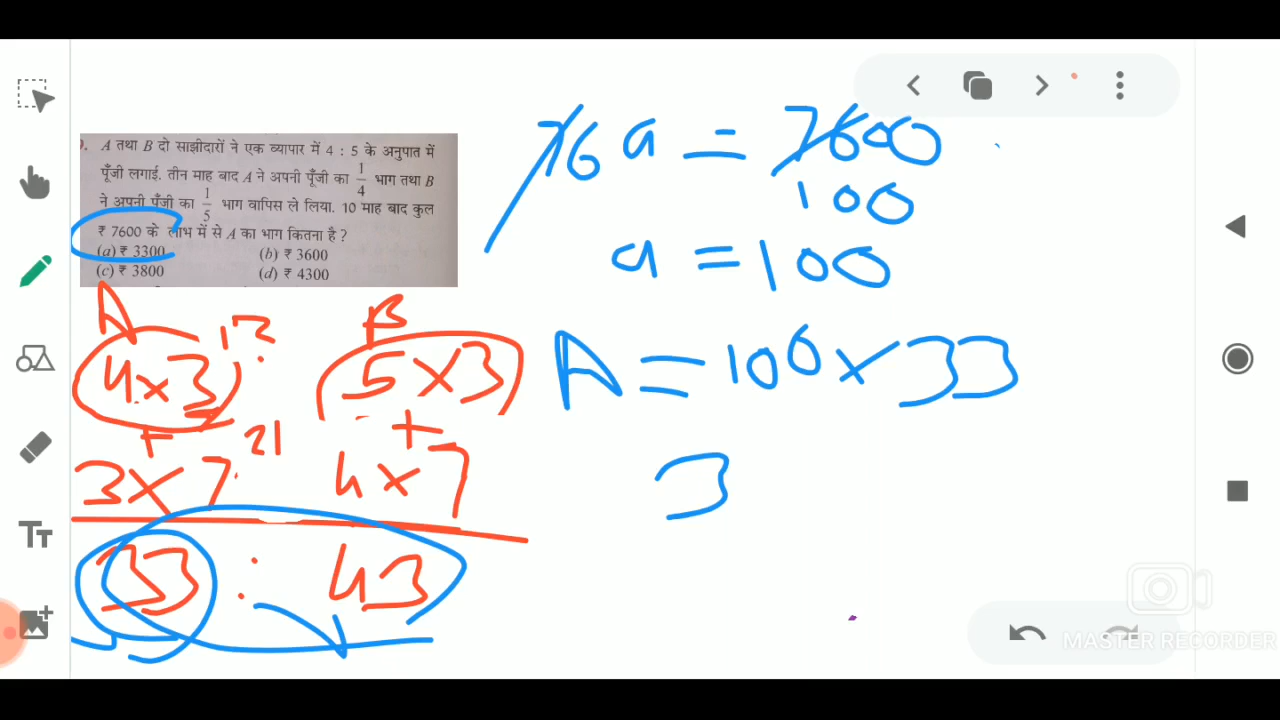 A तथा B दो साझीदारों ने एक व्यापार में 4 : 5 के अनुपात में
पूँजी लगाई. तीन माह बाद A ने अपनी पूँजी का 1/4 भाग तथा B
ने अपनी पूँजी का 1/5 भाग वापिस ले लिया. 10 माह बाद कुल
₹ 7600 के लाभ में से A का भाग कितना है ?
(a) ₹ 3300 (b) ₹ 3600
(c) ₹ 3800 (d) ₹ 4300
76 a = 7600
100
a = 100
A = 100 × 33
3
A B
4 × 3 12 5 × 3
+ +
3 × 7 21 4 × 7
33 : 43
TT
MASTER RECORDER